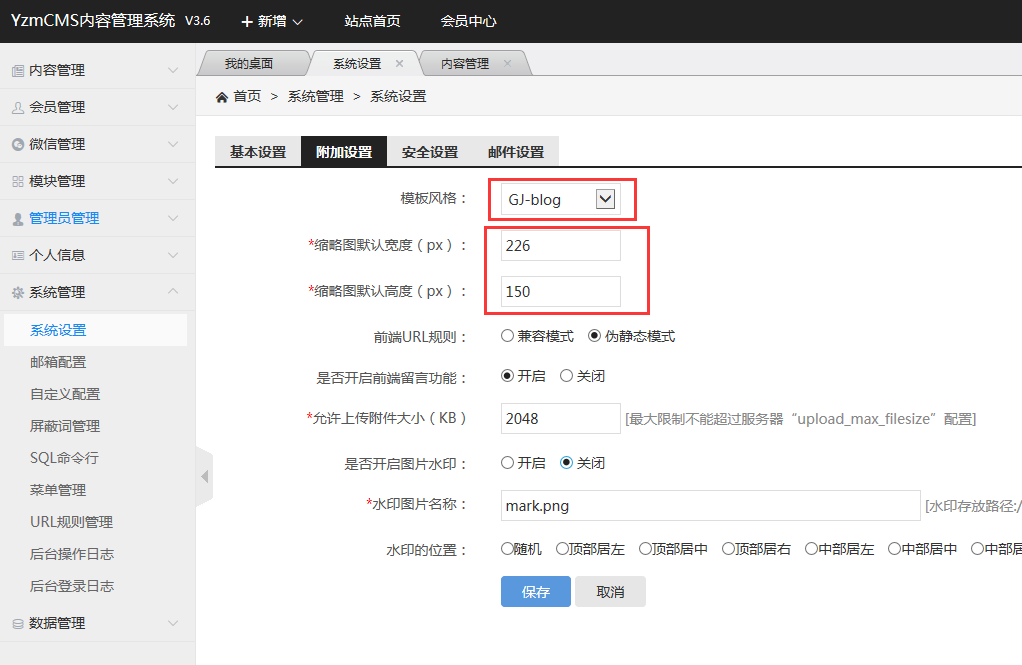 YzmCMS内容管理系统 V3.6 + 新增 站点首页 会员中心
我的桌面 系统设置 × 内容管理 ×
首页 > 系统管理 > 系统设置
内容管理
会员管理
微信管理
模块管理
管理员管理
个人信息
系统管理
系统设置
邮箱配置
自定义配置
屏蔽词管理
SQL命令行
菜单管理
URL规则管理
后台操作日志
后台登录日志
数据管理
基本设置 附加设置 安全设置 邮件设置
模板风格： GJ-blog
*缩略图默认宽度（px）： 226
*缩略图默认高度（px）： 150
前端URL规则： 兼容模式 伪静态模式
是否开启前端留言功能： 开启 关闭
*允许上传附件大小（KB） 2048 [最大限制不能超过服务器“upload_max_filesize”配置]
是否开启图片水印： 开启 关闭
*水印图片名称： mark.png [水印存放路径:/
水印的位置： 随机 顶部居左 顶部居中 顶部居右 中部居左 中部居中 中部居
保存 取消